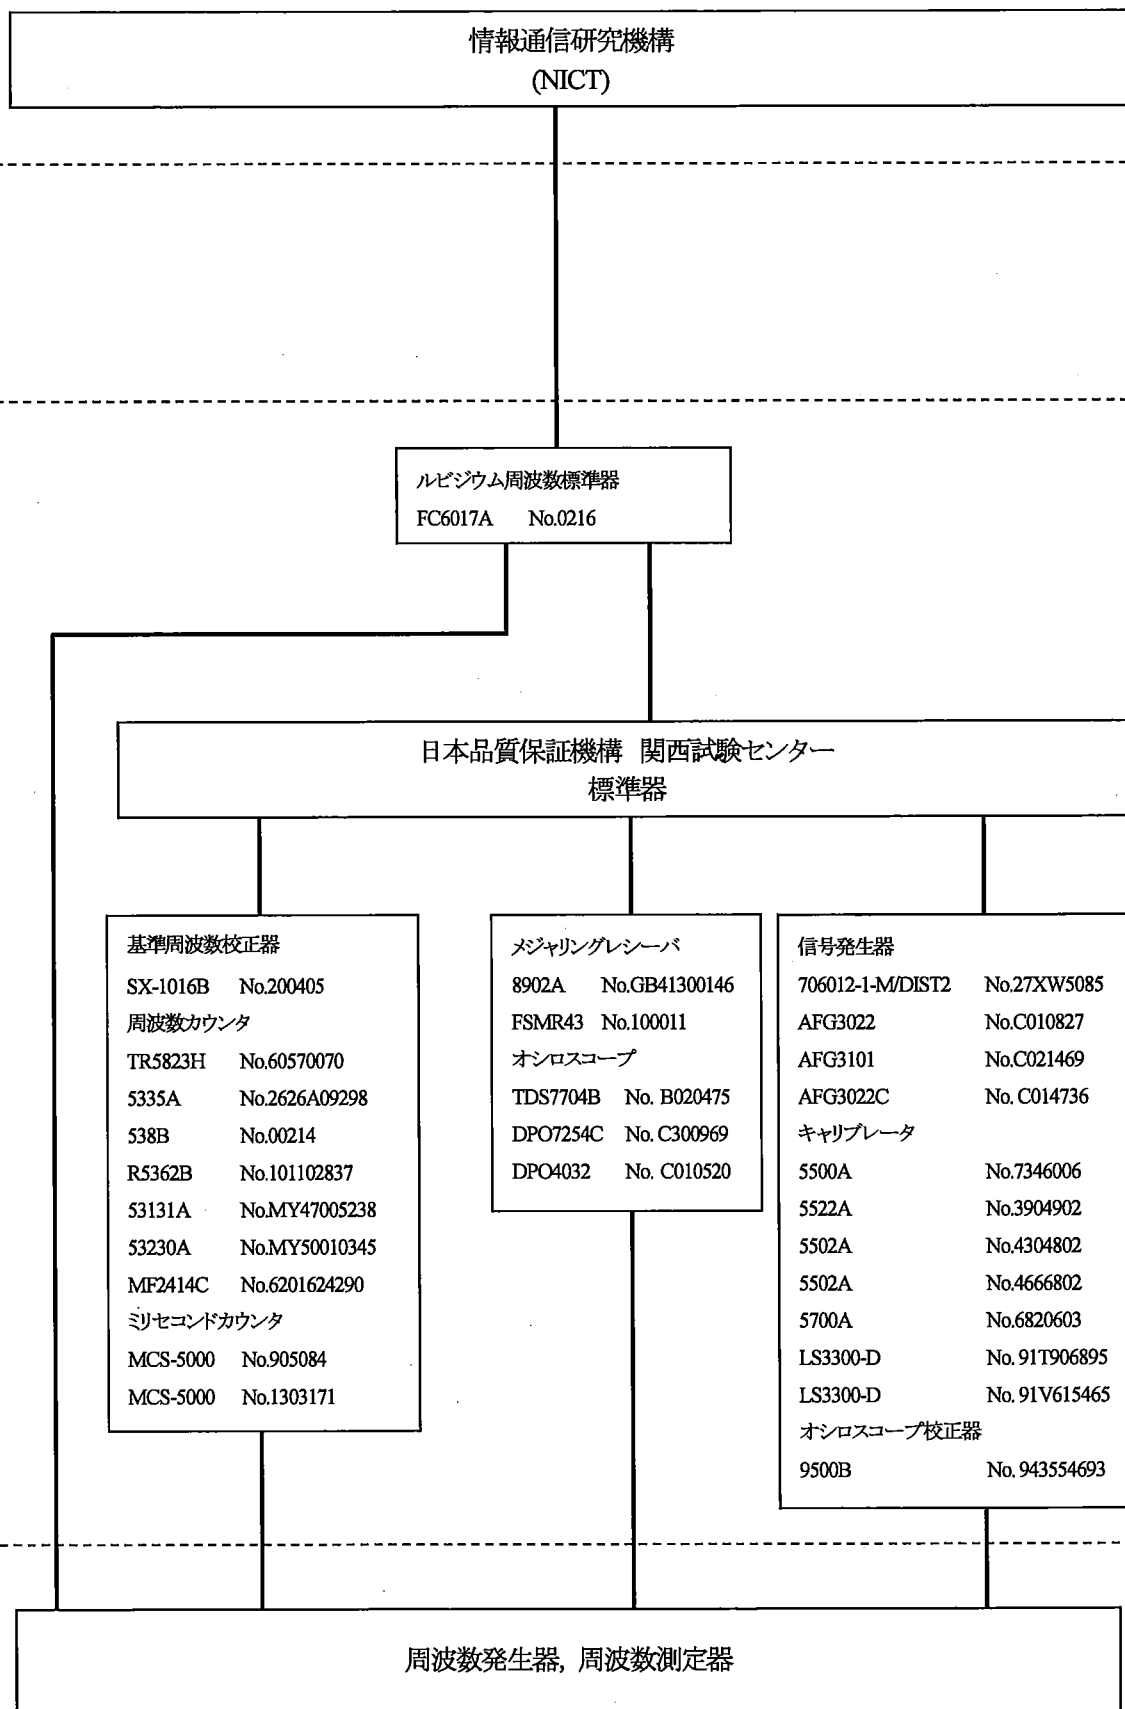 情報通信研究機構
(NICT)
ルビジウム周波数標準器
FC6017A No.0216
日本品質保証機構 関西試験センター
標準器
基準周波数校正器
SX-1016B No.200405
周波数カウンタ
TR5823H No.60570070
5335A No.2626A09298
538B No.00214
R5362B No.101102837
53131A No.MY47005238
53230A No.MY50010345
MF2414C No.6201624290
ミリセコンドカウンタ
MCS-5000 No.905084
MCS-5000 No.1303171
メジャリングレシーバ
8902A No.GB41300146
FSMR43 No.100011
オシロスコープ
TDS7704B No. B020475
DPO7254C No. C300969
DPO4032 No. C010520
信号発生器
706012-1-M/DIST2 No.27XW5085
AFG3022 No.C010827
AFG3101 No.C021469
AFG3022C No. C014736
キャリブレータ
5500A No.7346006
5522A No.3904902
5502A No.4304802
5502A No.4666802
5700A No.6820603
LS3300-D No. 91T906895
LS3300-D No. 91V615465
オシロスコープ校正器
9500B No. 943554693
周波数発生器, 周波数測定器